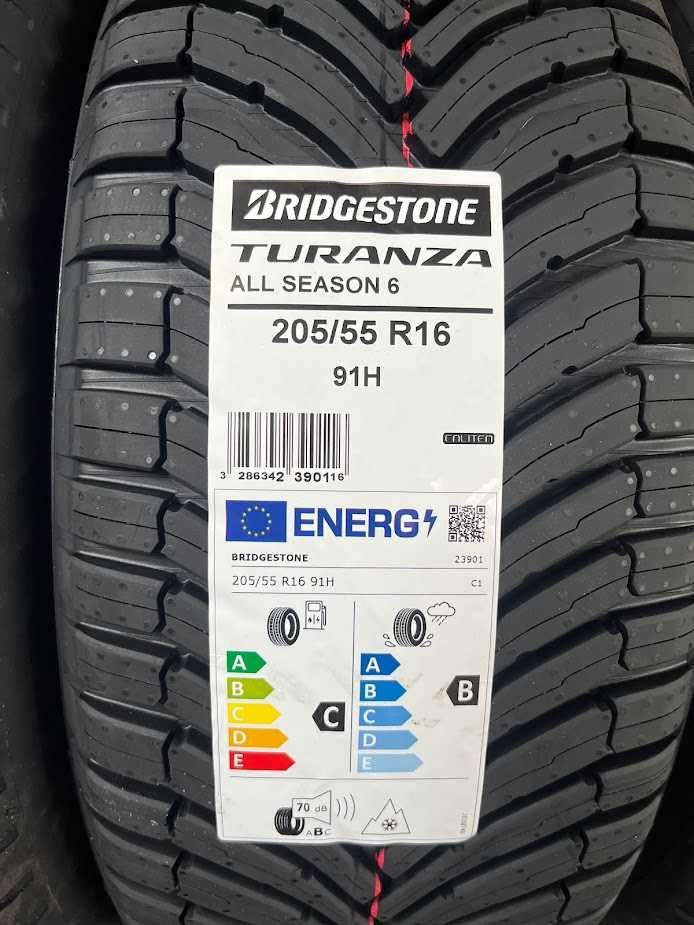 BRIDGESTONE
TURANZA
ALL SEASON 6
205/55 R16
91H
ENLITEN
3 286342 390116
ENERG
BRIDGESTONE 23901
205/55 R16 91H C1
A A
B B B
C C C
D D
E E
70 dB
ABC